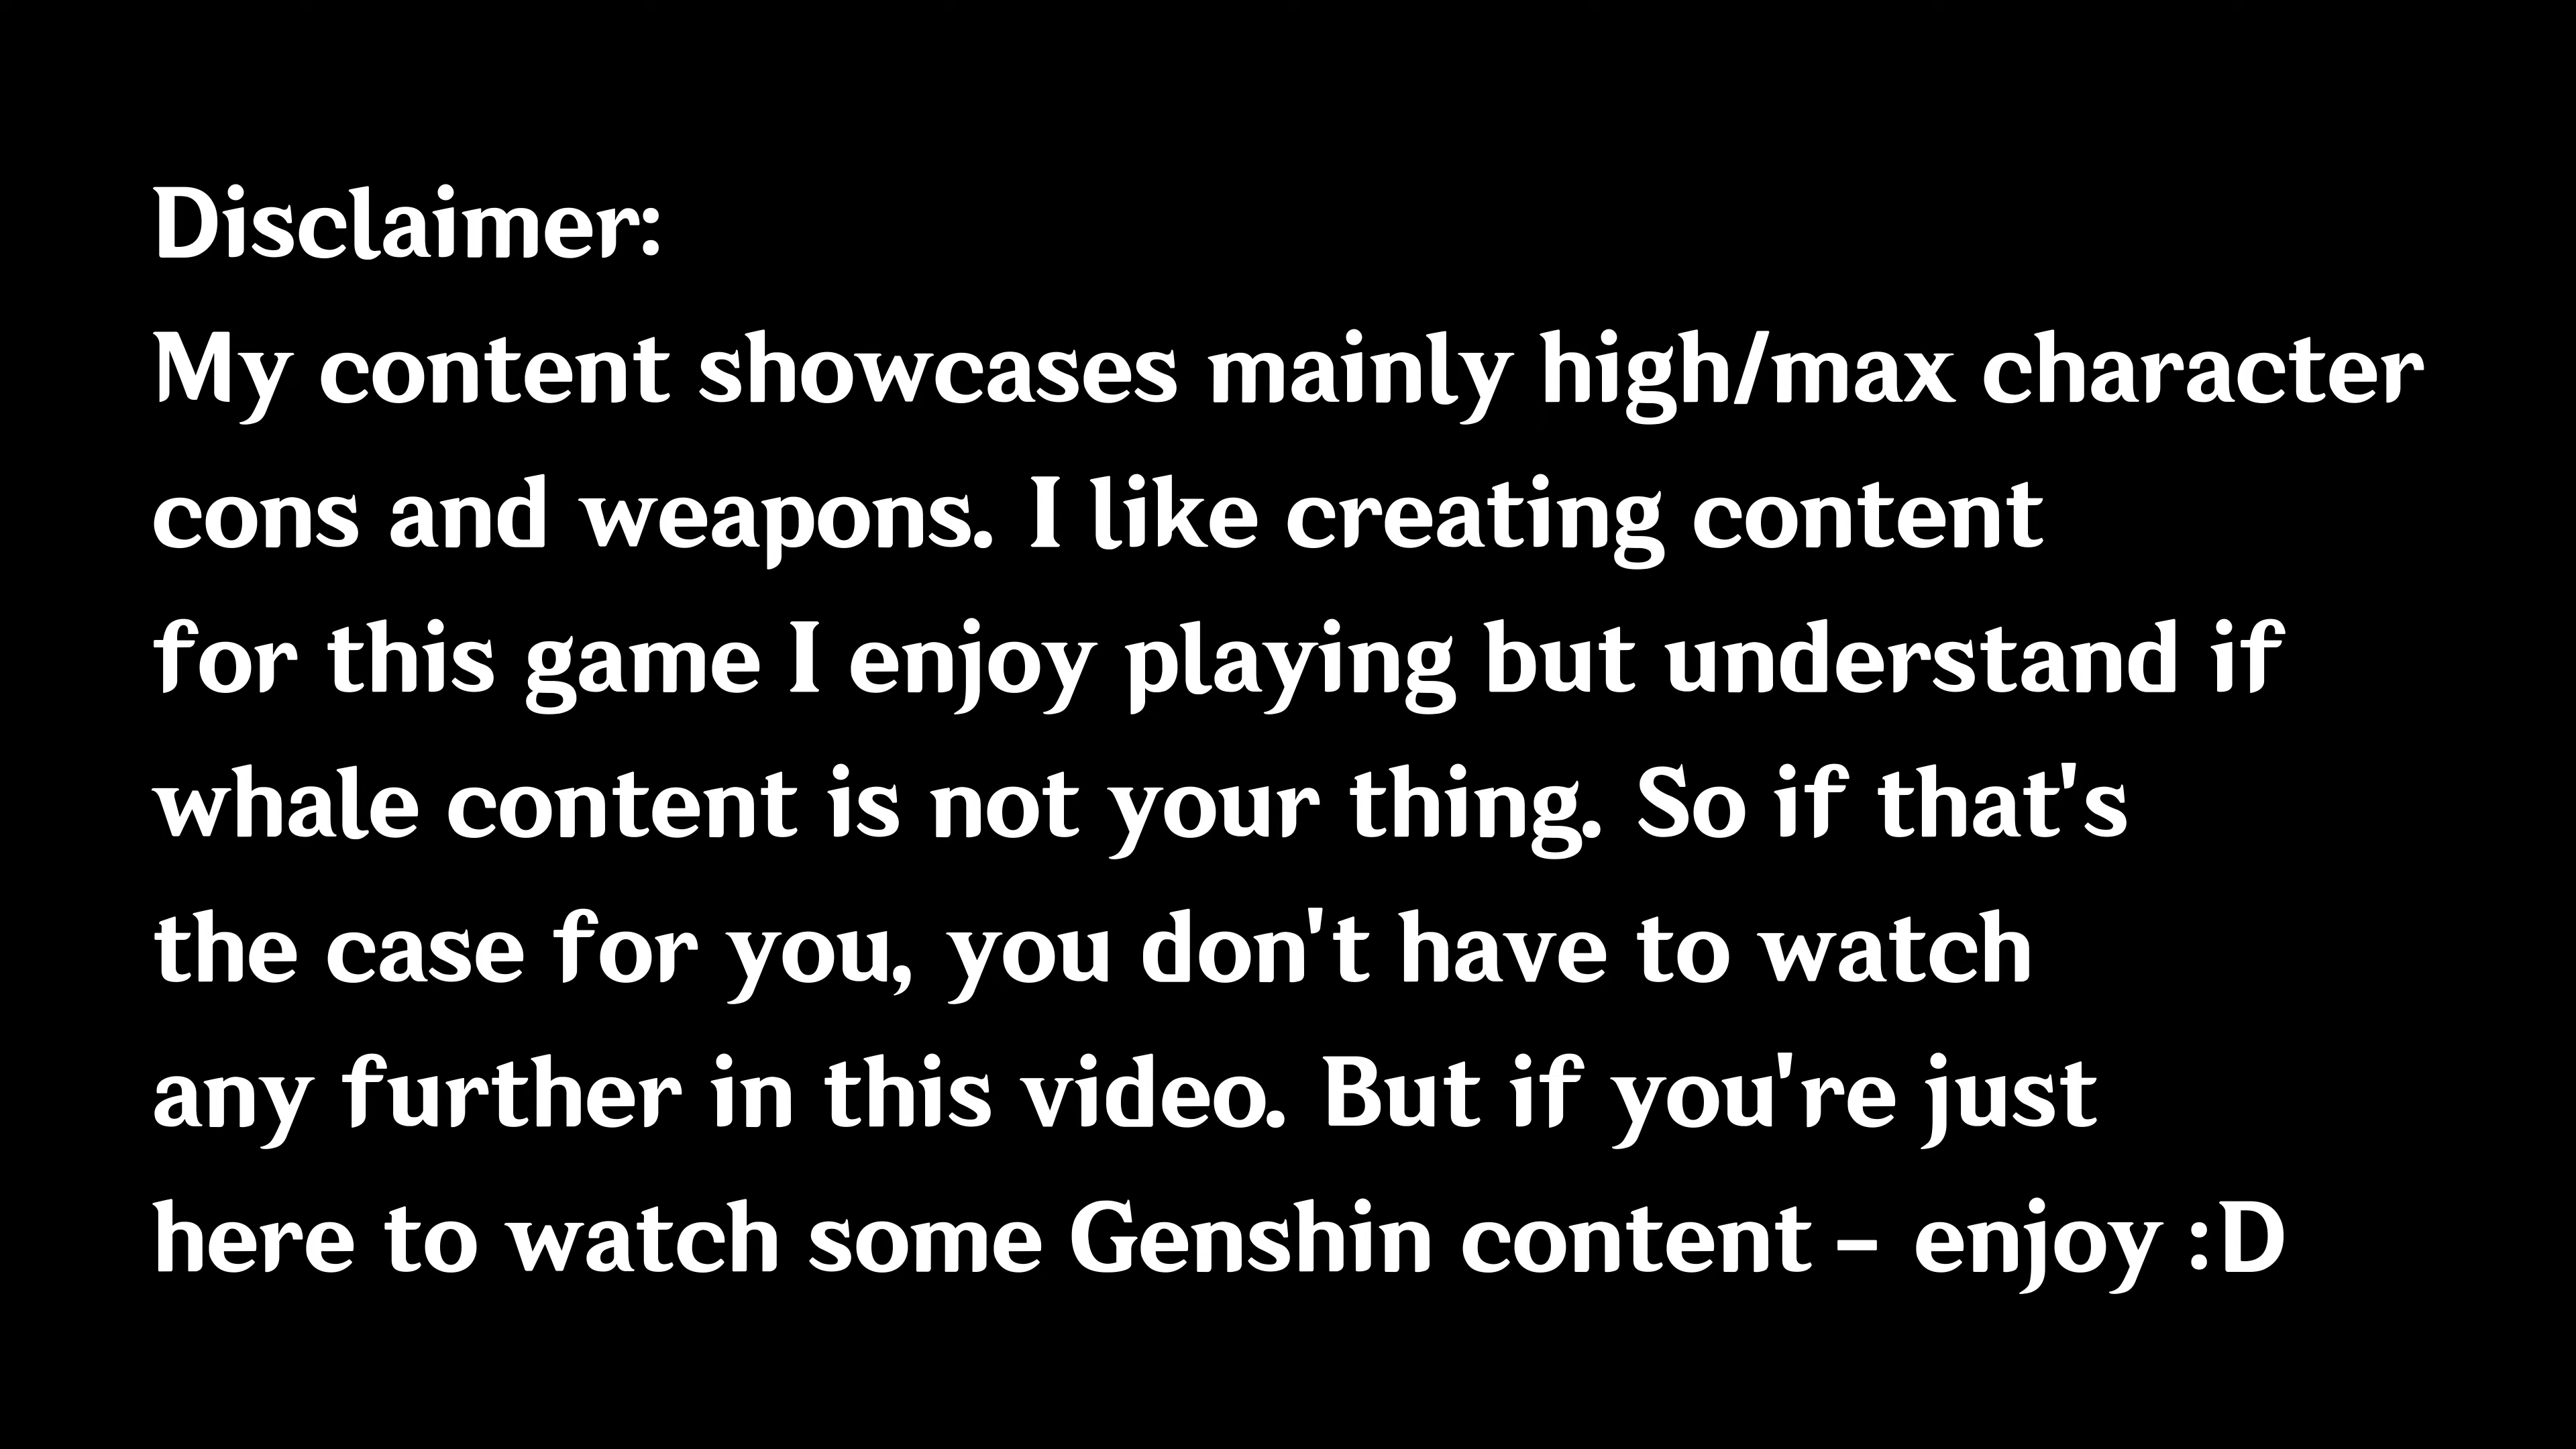 Disclaimer:
My content showcases mainly high/max character
cons and weapons. I like creating content
for this game I enjoy playing but understand if
whale content is not your thing. So if that's
the case for you, you don't have to watch
any further in this video. But if you're just
here to watch some Genshin content - enjoy :D